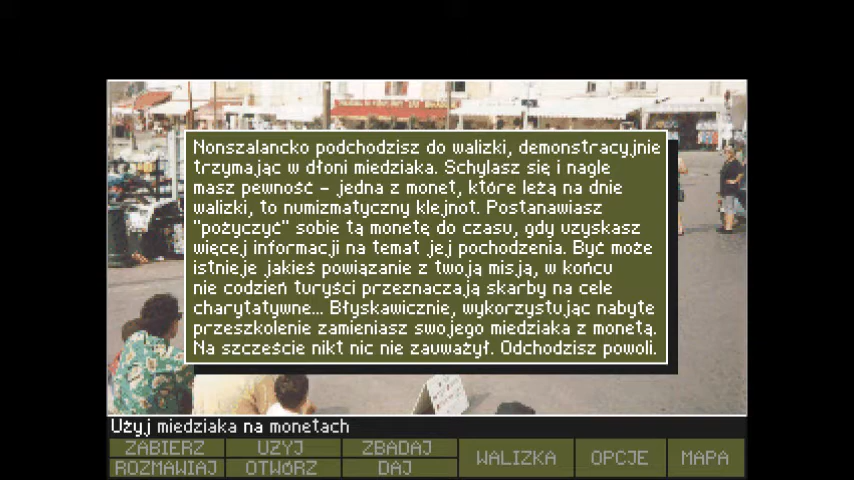 Nonszalancko podchodzisz do walizki, demonstracyjnie
trzymając w dłoni miedziaka. Schylasz się i nagle
masz pewność - jedna z monet, które leżą na dnie
walizki, to numizmatyczny klejnot. Postanawiasz
"pożyczyć" sobie tą monetę do czasu, gdy uzyskasz
więcej informacji na temat jej pochodzenia. Być może
istnieje jakieś powiązanie z twoją misją, w końcu
nie codzień turyści przeznaczają skarby na cele
charytatywne... Błyskawicznie, wykorzystując nabyte
przeszkolenie zamieniasz swojego miedziaka z monetą.
Na szczeście nikt nic nie zauważył. Odchodzisz powoli.
Użyj miedziaka na monetach
ZABIERZ UŻYJ ZBADAJ
ROZMAWIAJ OTWÓRZ DAJ
WALIZKA OPCJE MAPA